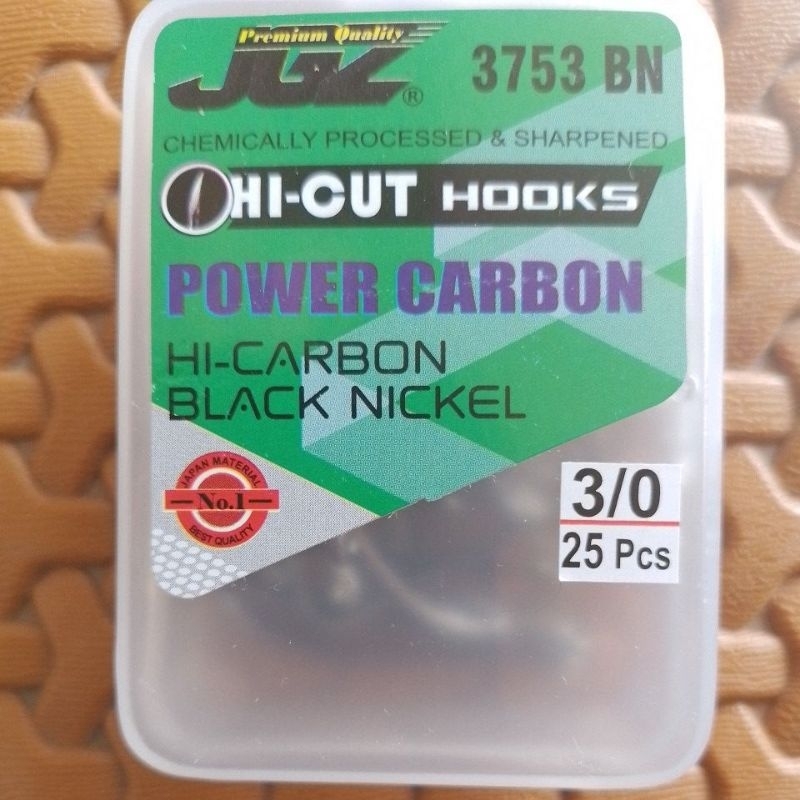 Premium Quality
JGZ®
3753 BN
CHEMICALLY PROCESSED & SHARPENED
HI-CUT HOOKS
POWER CARBON
HI-CARBON
BLACK NICKEL
JAPAN MATERIAL
No.1
BEST QUALITY
3/0
25 Pcs